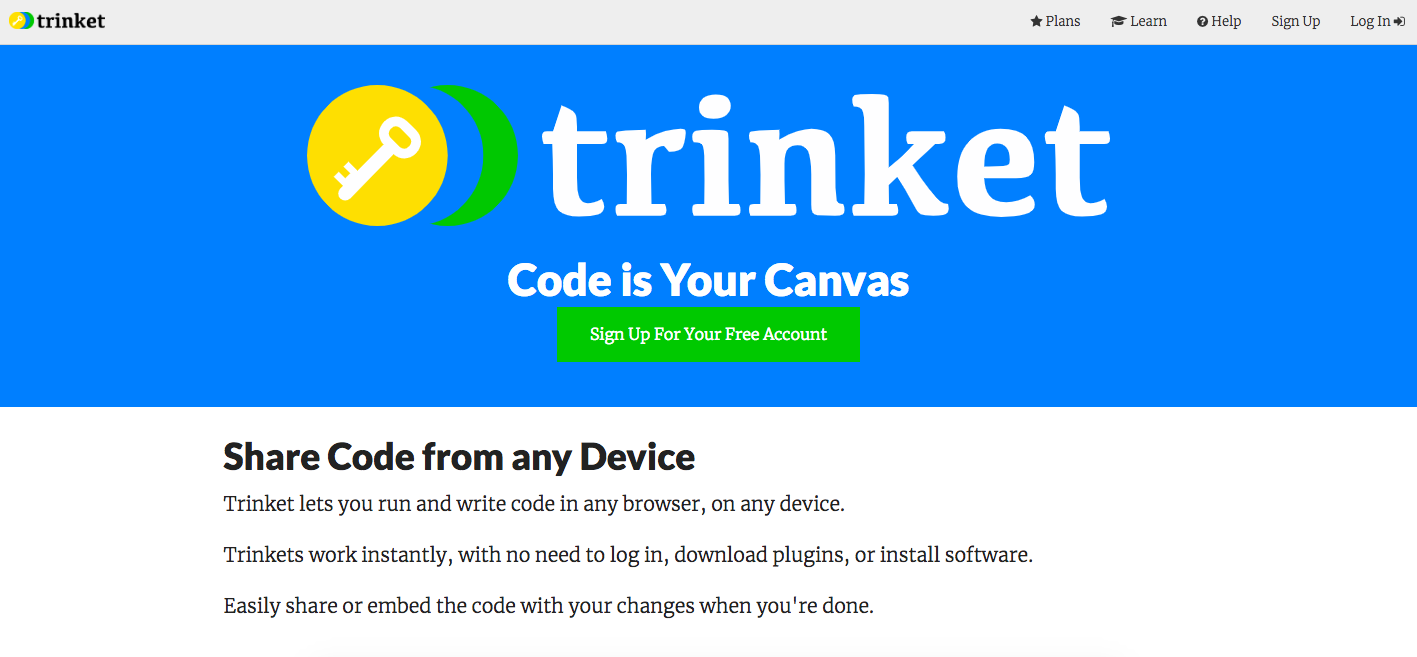 trinket
Plans
Learn
Help
Sign Up
Log In
trinket
Code is Your Canvas
Sign Up For Your Free Account
Share Code from any Device
Trinket lets you run and write code in any browser, on any device.
Trinkets work instantly, with no need to log in, download plugins, or install software.
Easily share or embed the code with your changes when you're done.